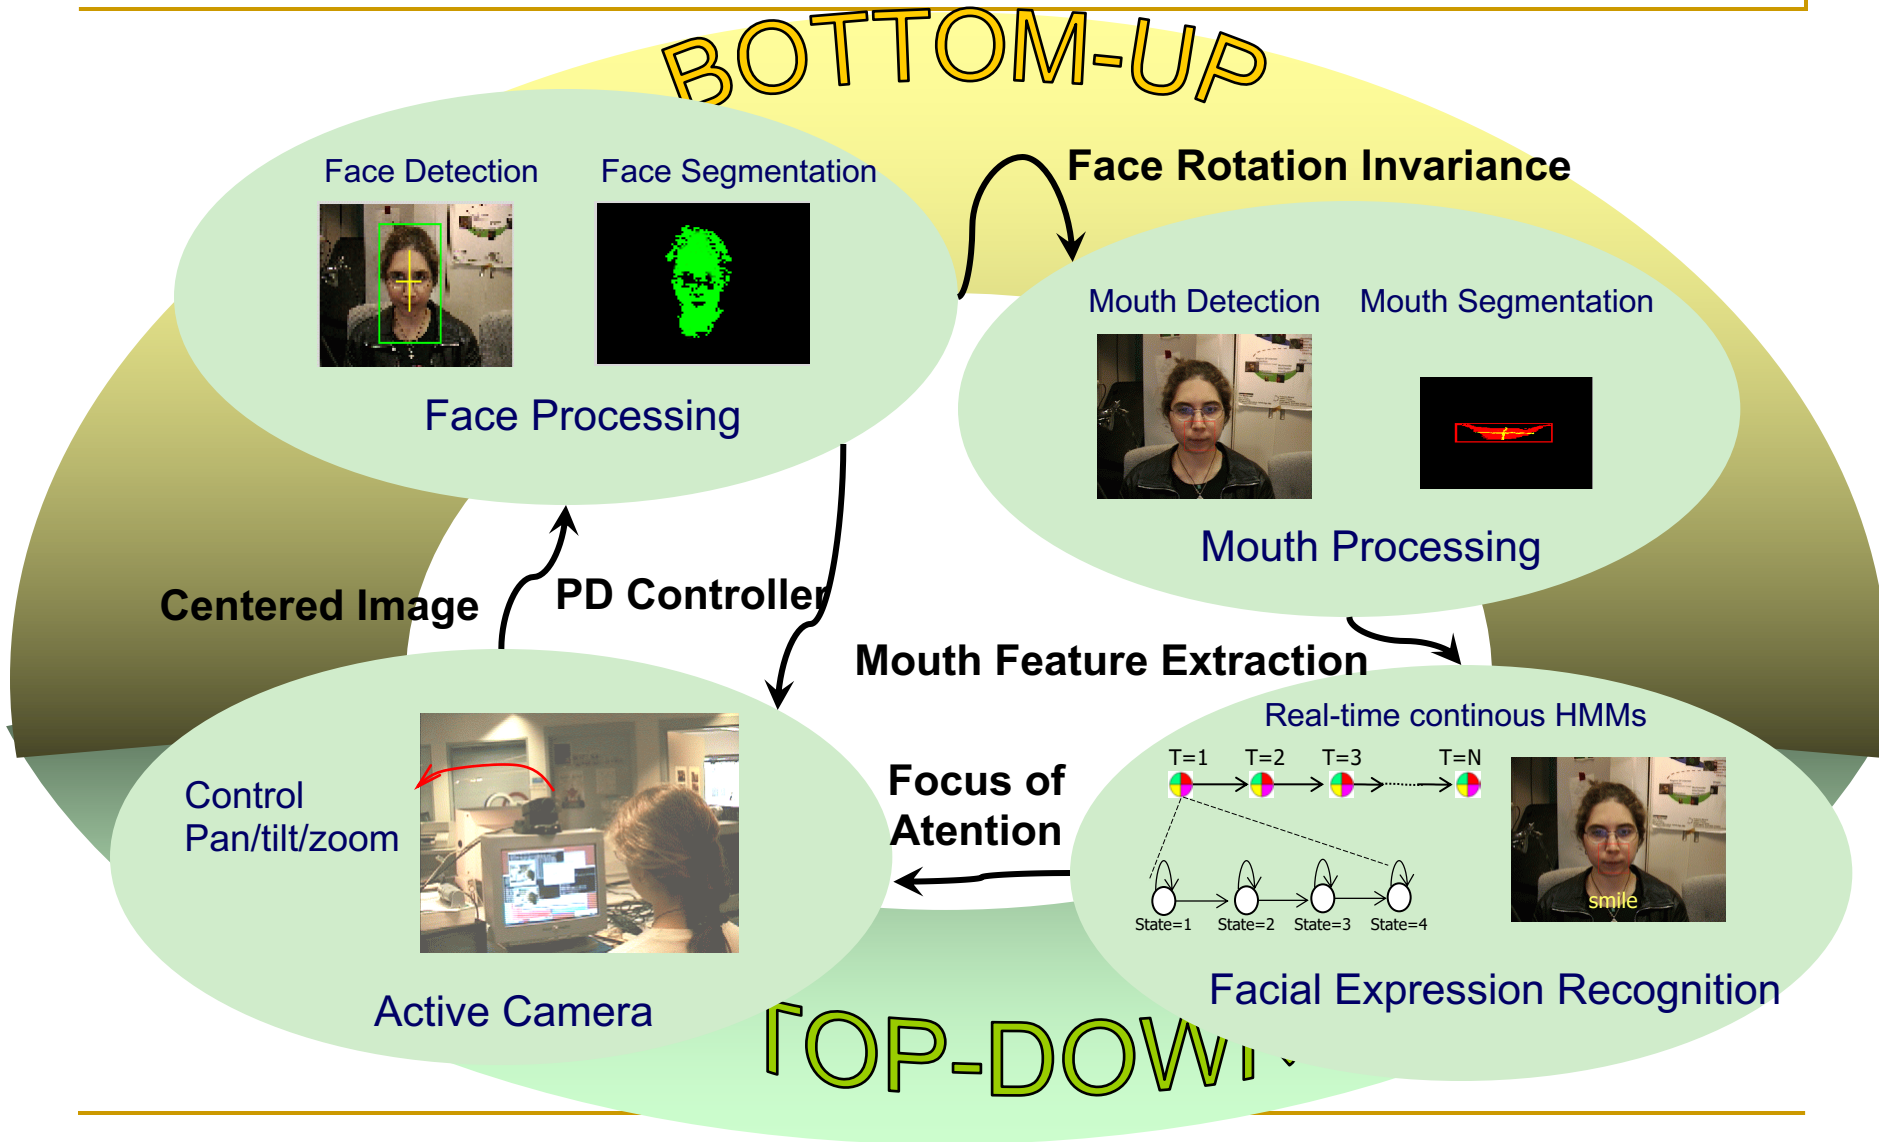 BOTTOM-UP
Face Detection
Face Segmentation
Face Processing
Face Rotation Invariance
Mouth Detection
Mouth Segmentation
Mouth Processing
Centered Image
PD Controller
Mouth Feature Extraction
Control
Pan/tilt/zoom
Active Camera
Focus of
Atention
Real-time continous HMMs
T=1
T=2
T=3
T=N
State=1
State=2
State=3
State=4
smile
Facial Expression Recognition
TOP-DOWN